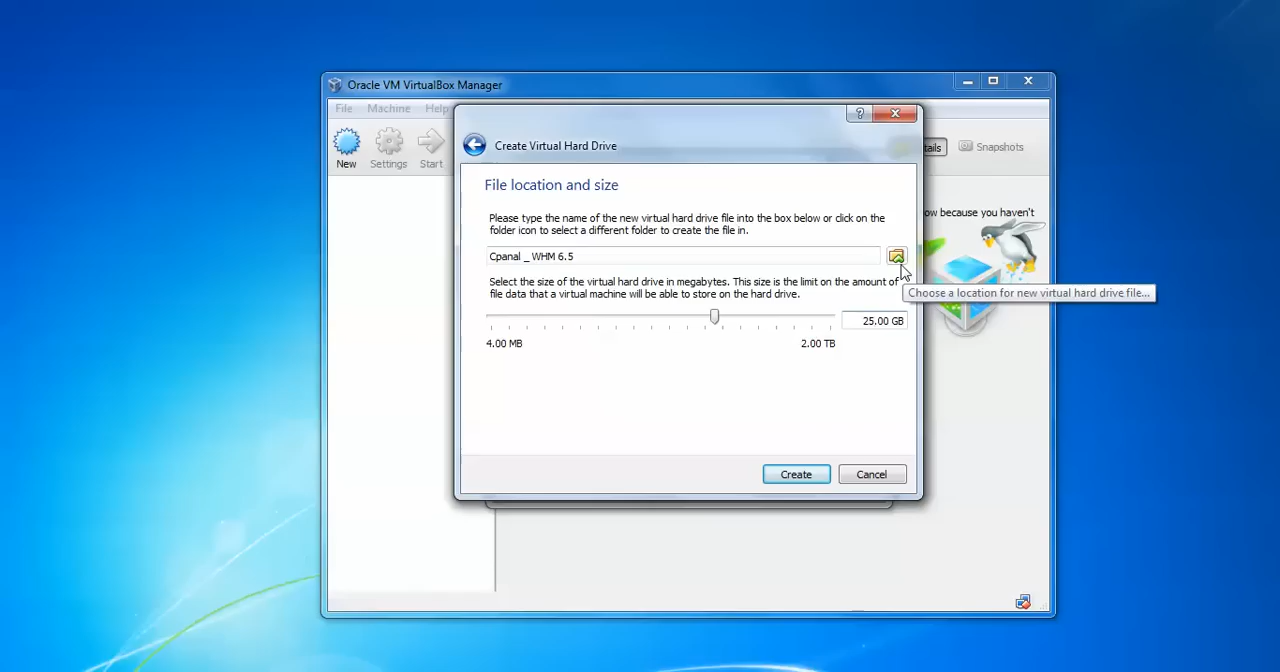 Oracle VM VirtualBox Manager
File Machine Help
?
Create Virtual Hard Drive
New Settings Start
tails Snapshots
File location and size
ow because you haven't
Please type the name of the new virtual hard drive file into the box below or click on the
folder icon to select a different folder to create the file in.
Cpanal _ WHM 6.5
Select the size of the virtual hard drive in megabytes. This size is the limit on the amount of
file data that a virtual machine will be able to store on the hard drive.
Choose a location for new virtual hard drive file...
25.00 GB
4.00 MB 2.00 TB
Create Cancel